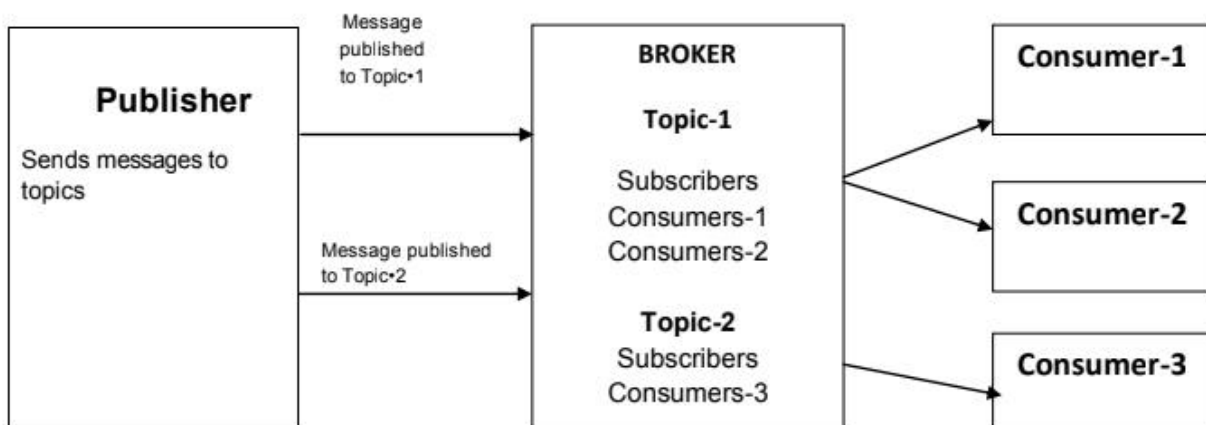 Publisher
Sends messages to
topics
Message
published
to Topic•1
Message published
to Topic•2
BROKER
Topic-1
Subscribers
Consumers-1
Consumers-2
Topic-2
Subscribers
Consumers-3
Consumer-1
Consumer-2
Consumer-3